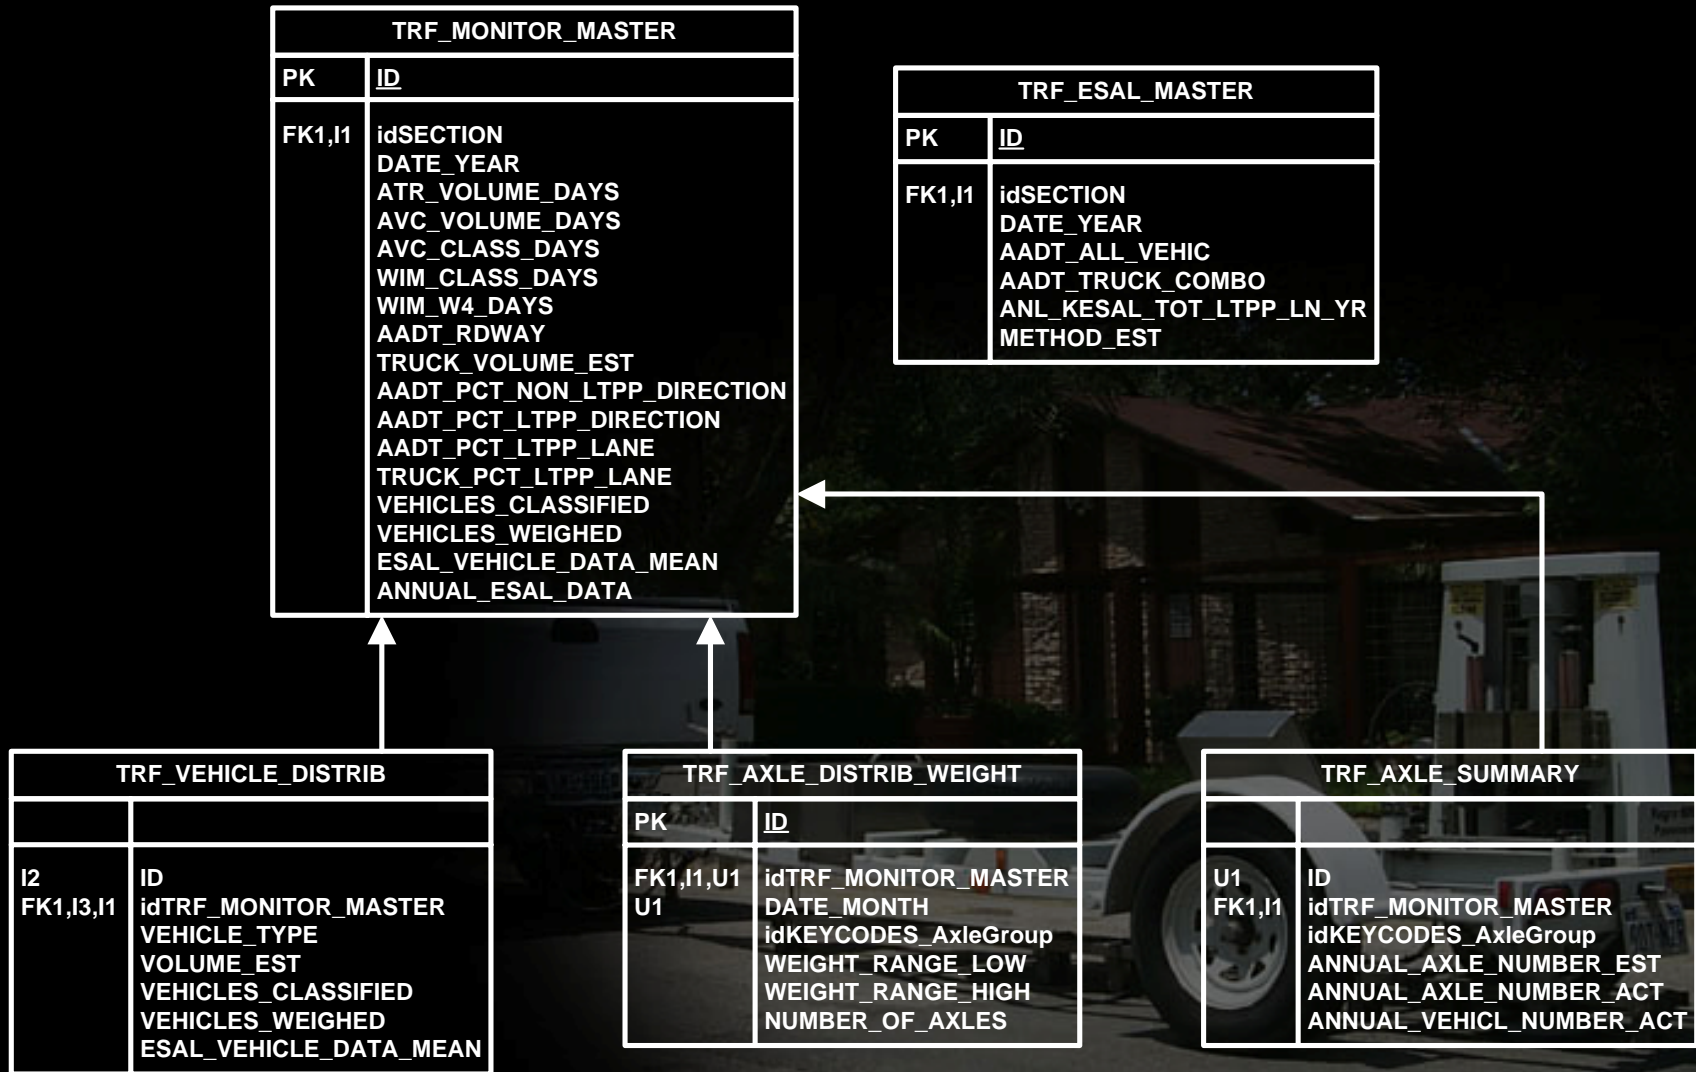 TRF_MONITOR_MASTER
PK ID
FK1,I1 idSECTION
DATE_YEAR
ATR_VOLUME_DAYS
AVC_VOLUME_DAYS
AVC_CLASS_DAYS
WIM_CLASS_DAYS
WIM_W4_DAYS
AADT_RDWAY
TRUCK_VOLUME_EST
AADT_PCT_NON_LTPP_DIRECTION
AADT_PCT_LTPP_DIRECTION
AADT_PCT_LTPP_LANE
TRUCK_PCT_LTPP_LANE
VEHICLES_CLASSIFIED
VEHICLES_WEIGHED
ESAL_VEHICLE_DATA_MEAN
ANNUAL_ESAL_DATA
TRF_ESAL_MASTER
PK ID
FK1,I1 idSECTION
DATE_YEAR
AADT_ALL_VEHIC
AADT_TRUCK_COMBO
ANL_KESAL_TOT_LTPP_LN_YR
METHOD_EST
TRF_VEHICLE_DISTRIB
I2 ID
FK1,I3,I1 idTRF_MONITOR_MASTER
VEHICLE_TYPE
VOLUME_EST
VEHICLES_CLASSIFIED
VEHICLES_WEIGHED
ESAL_VEHICLE_DATA_MEAN
TRF_AXLE_DISTRIB_WEIGHT
PK ID
FK1,I1,U1 idTRF_MONITOR_MASTER
U1 DATE_MONTH
idKEYCODES_AxleGroup
WEIGHT_RANGE_LOW
WEIGHT_RANGE_HIGH
NUMBER_OF_AXLES
TRF_AXLE_SUMMARY
U1 ID
FK1,I1 idTRF_MONITOR_MASTER
idKEYCODES_AxleGroup
ANNUAL_AXLE_NUMBER_EST
ANNUAL_AXLE_NUMBER_ACT
ANNUAL_VEHICL_NUMBER_ACT